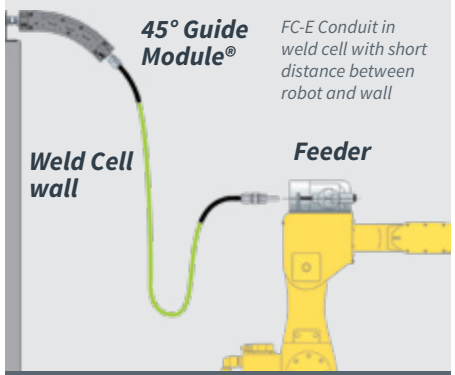 45° Guide
Module®
FC-E Conduit in
weld cell with short
distance between
robot and wall
Weld Cell
wall
Feeder